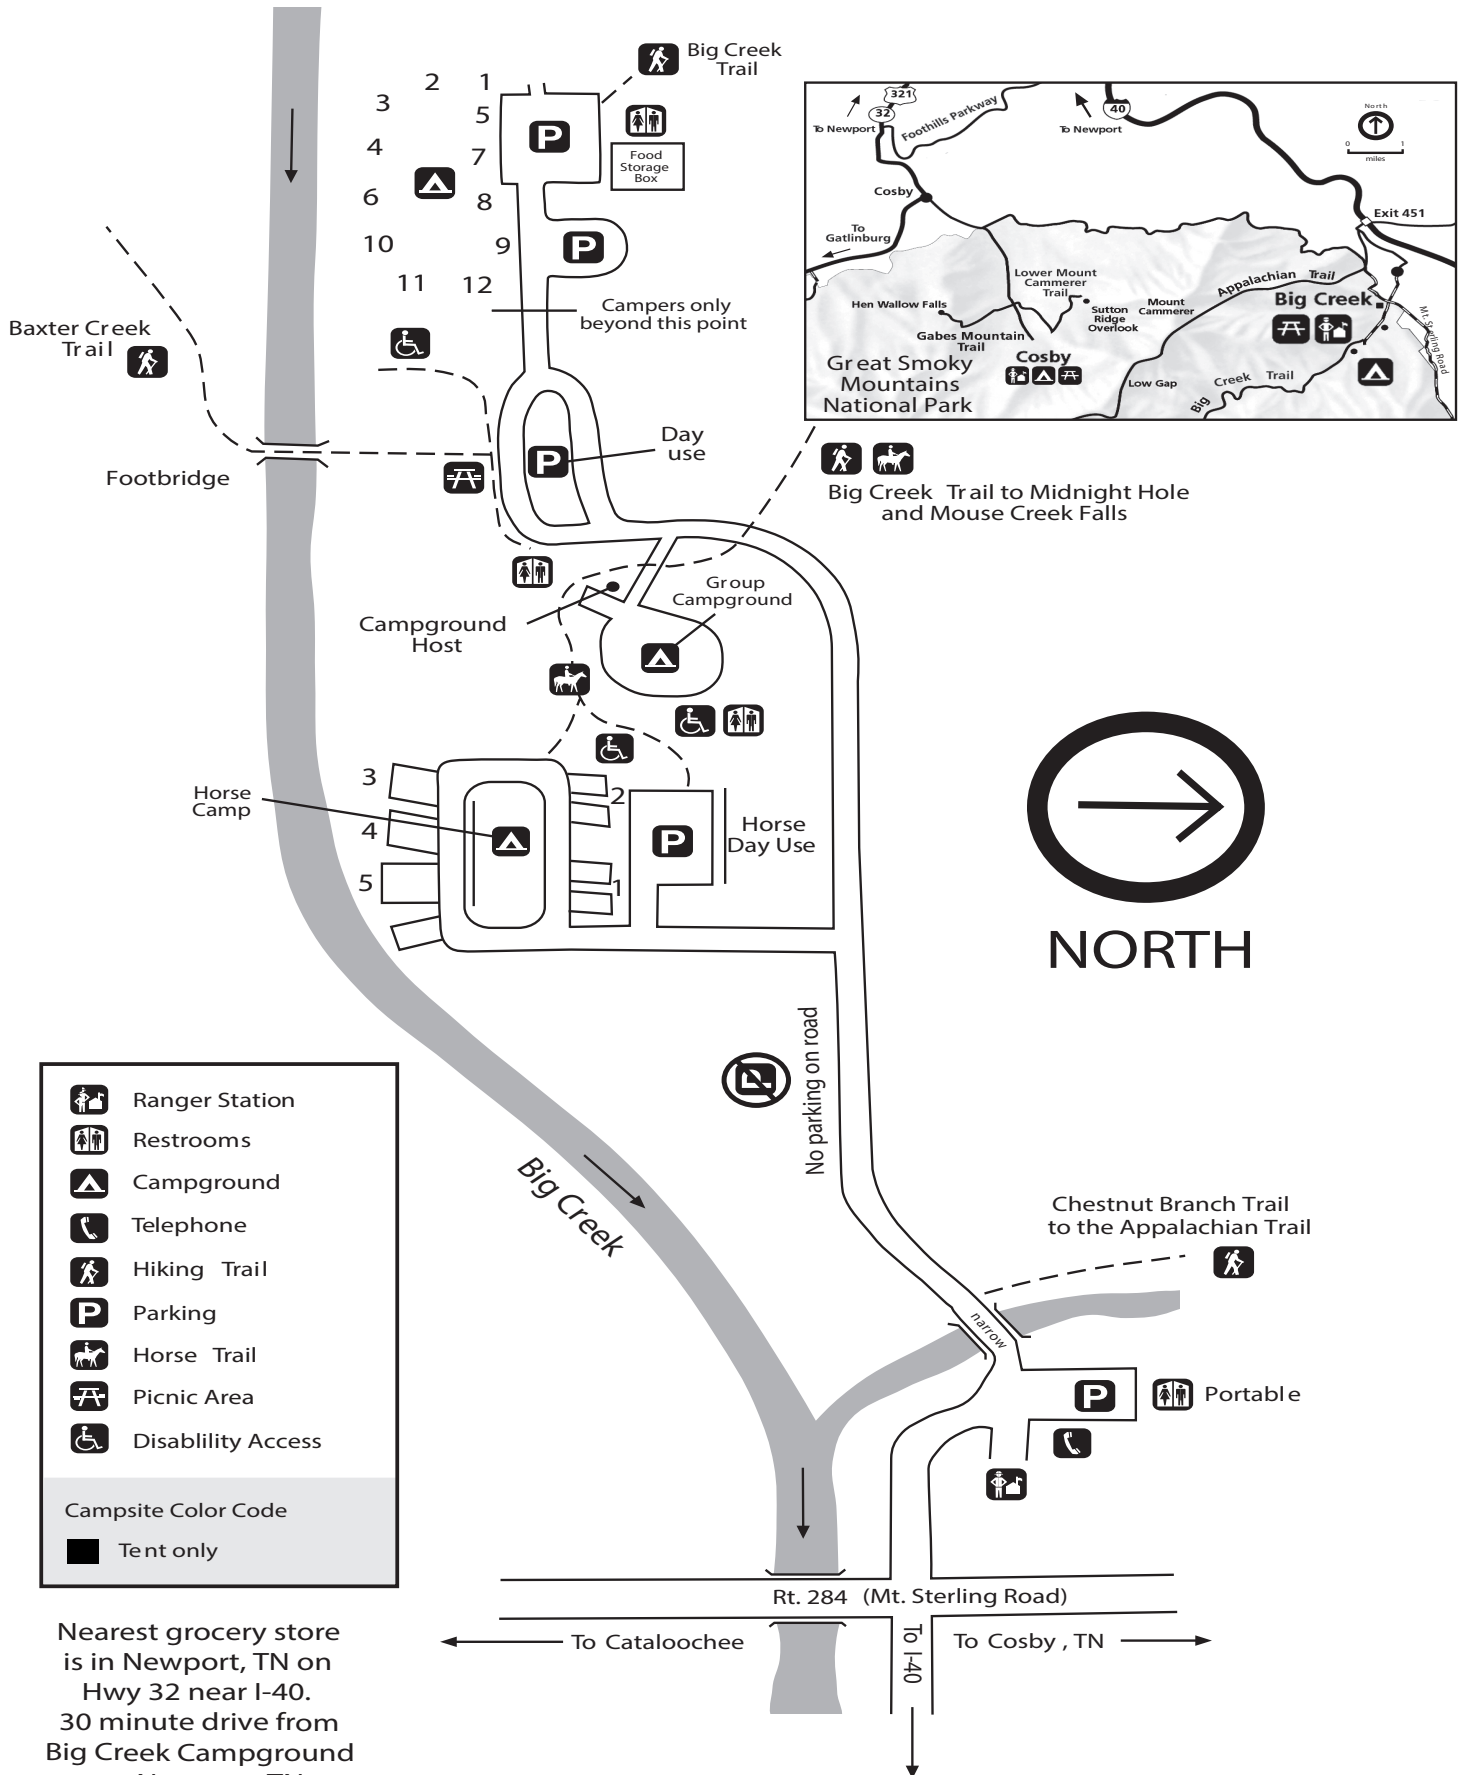 Big Creek
Trail
1
2
3
5
4
7
6
8
10
9
11
12
P
P
Food
Storage
Box
Campers only
beyond this point
Baxter Creek
Trail
Footbridge
P
Day
use
321
32
To Newport
Foothills Parkway
40
To Newport
North
0 1
miles
Exit 451
Cosby
To
Gatlinburg
Lower Mount
Cammerer
Trail
Appalachian Trail
Hen Wallow Falls
Sutton
Ridge
Overlook
Mount
Cammerer
Big Creek
Gabes Mountain
Trail
Cosby
Mt. Sterling Road
Great Smoky
Mountains
National Park
Low Gap
Big Creek Trail
Big Creek Trail to Midnight Hole
and Mouse Creek Falls
Group
Campground
Campground
Host
Horse
Camp
3
4
5
2
1
P
Horse
Day Use
NORTH
No parking on road
P
Big Creek
Chestnut Branch Trail
to the Appalachian Trail
narrow
P
Portable
Ranger Station
Restrooms
Campground
Telephone
Hiking Trail
P Parking
Horse Trail
Picnic Area
Disablility Access
Campsite Color Code
Tent only
Rt. 284 (Mt. Sterling Road)
To Cataloochee
To I-40
To Cosby , TN
Nearest grocery store
is in Newport, TN on
Hwy 32 near I-40.
30 minute drive from
Big Creek Campground